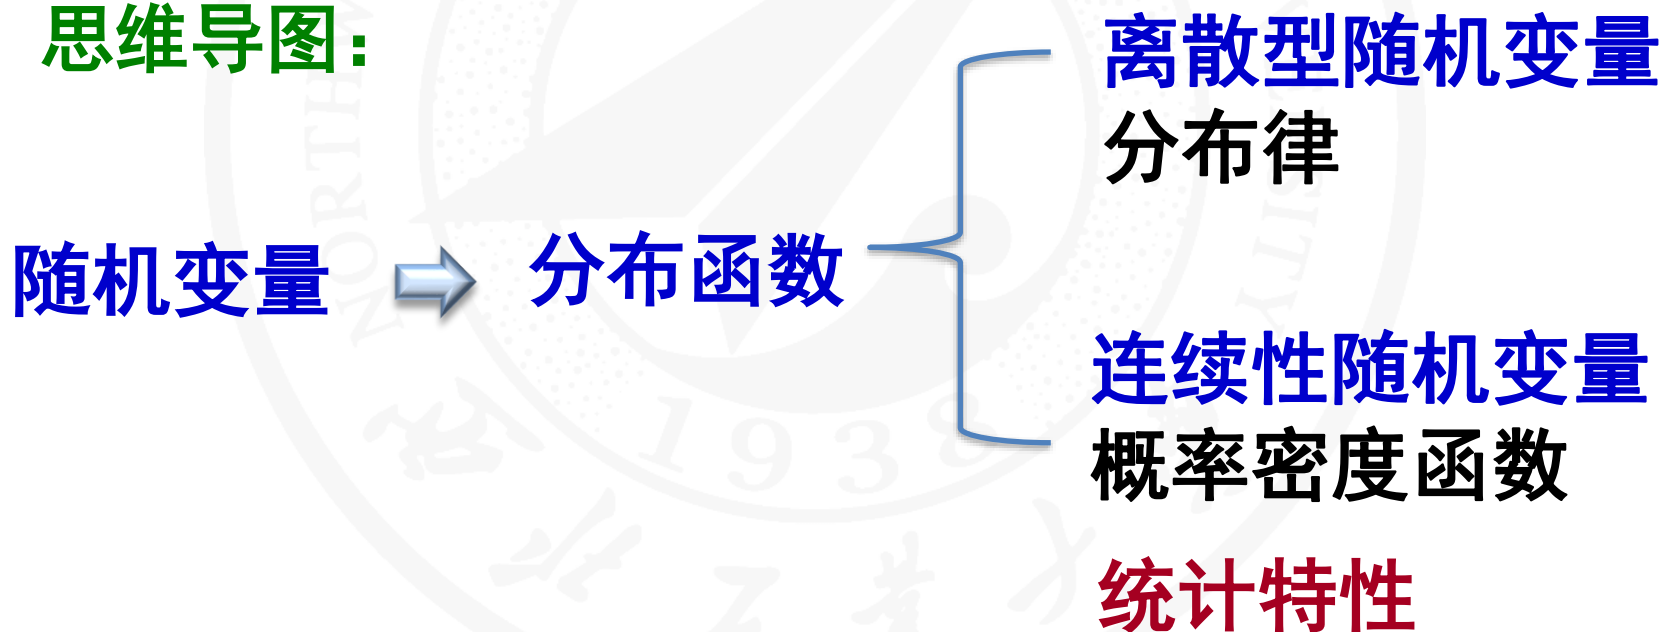 思维导图：
离散型随机变量
分布律
随机变量
分布函数
连续性随机变量
概率密度函数
统计特性
1938